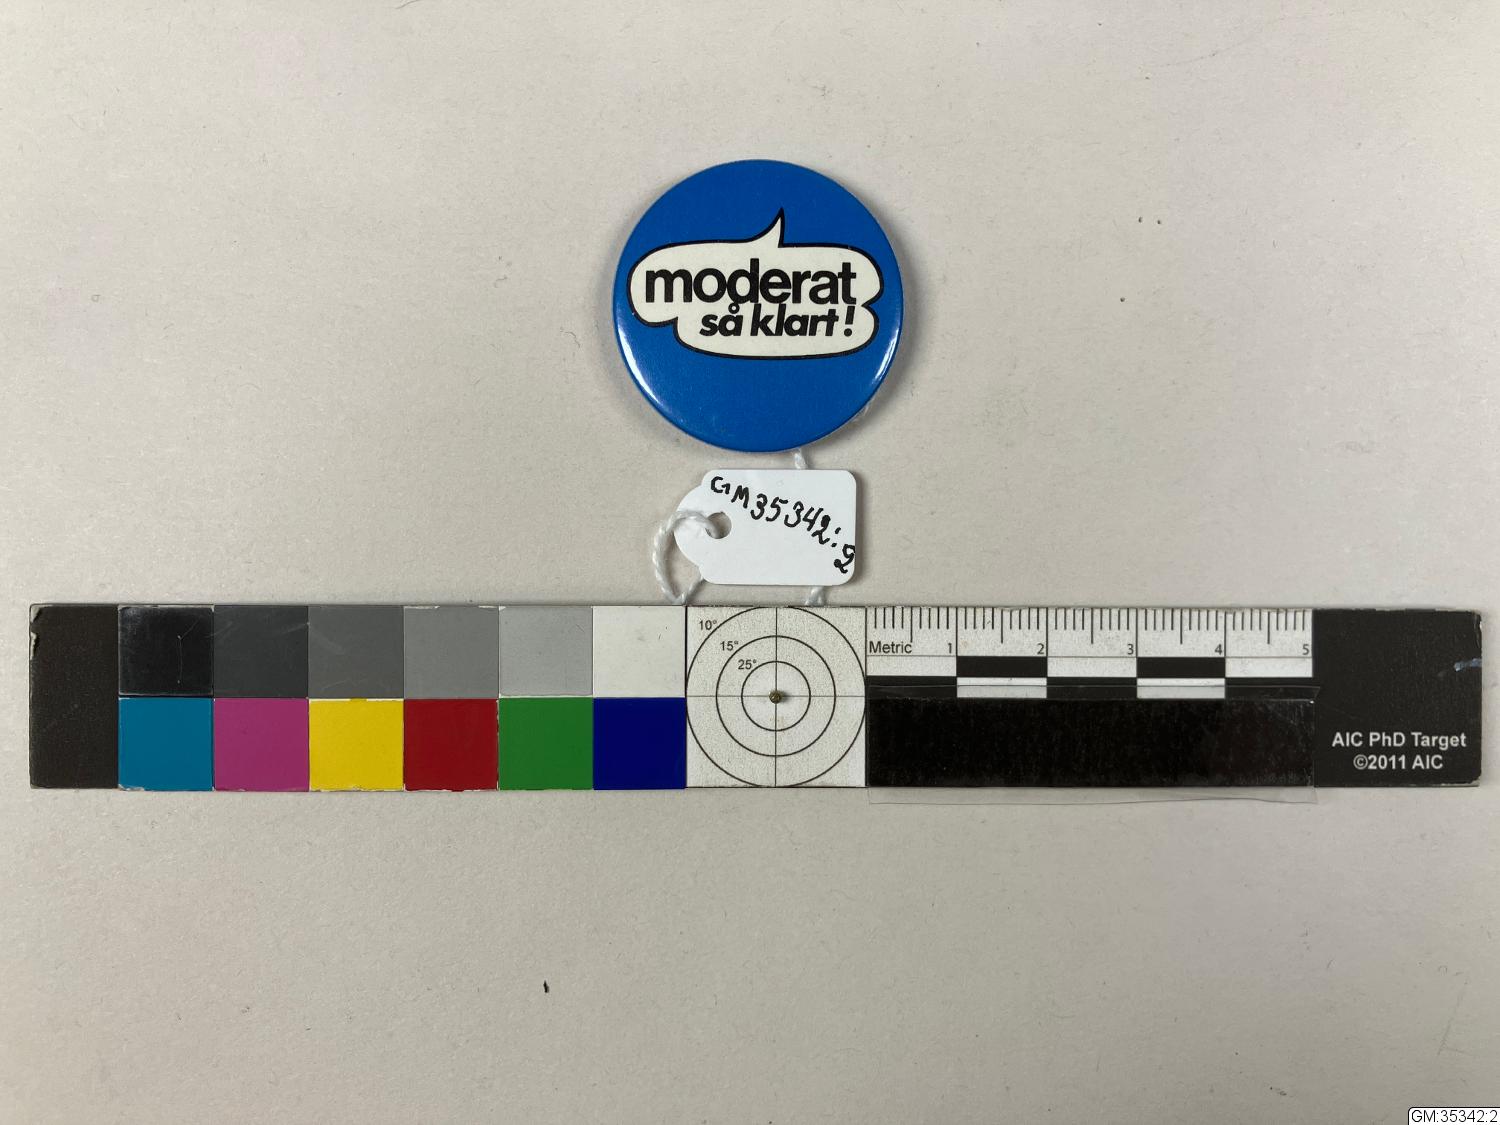 moderat
så klart!
GM35342:2
10°
15°
25°
Metric 1 2 3 4 5
AIC PhD Target
©2011 AIC
GM:35342:2